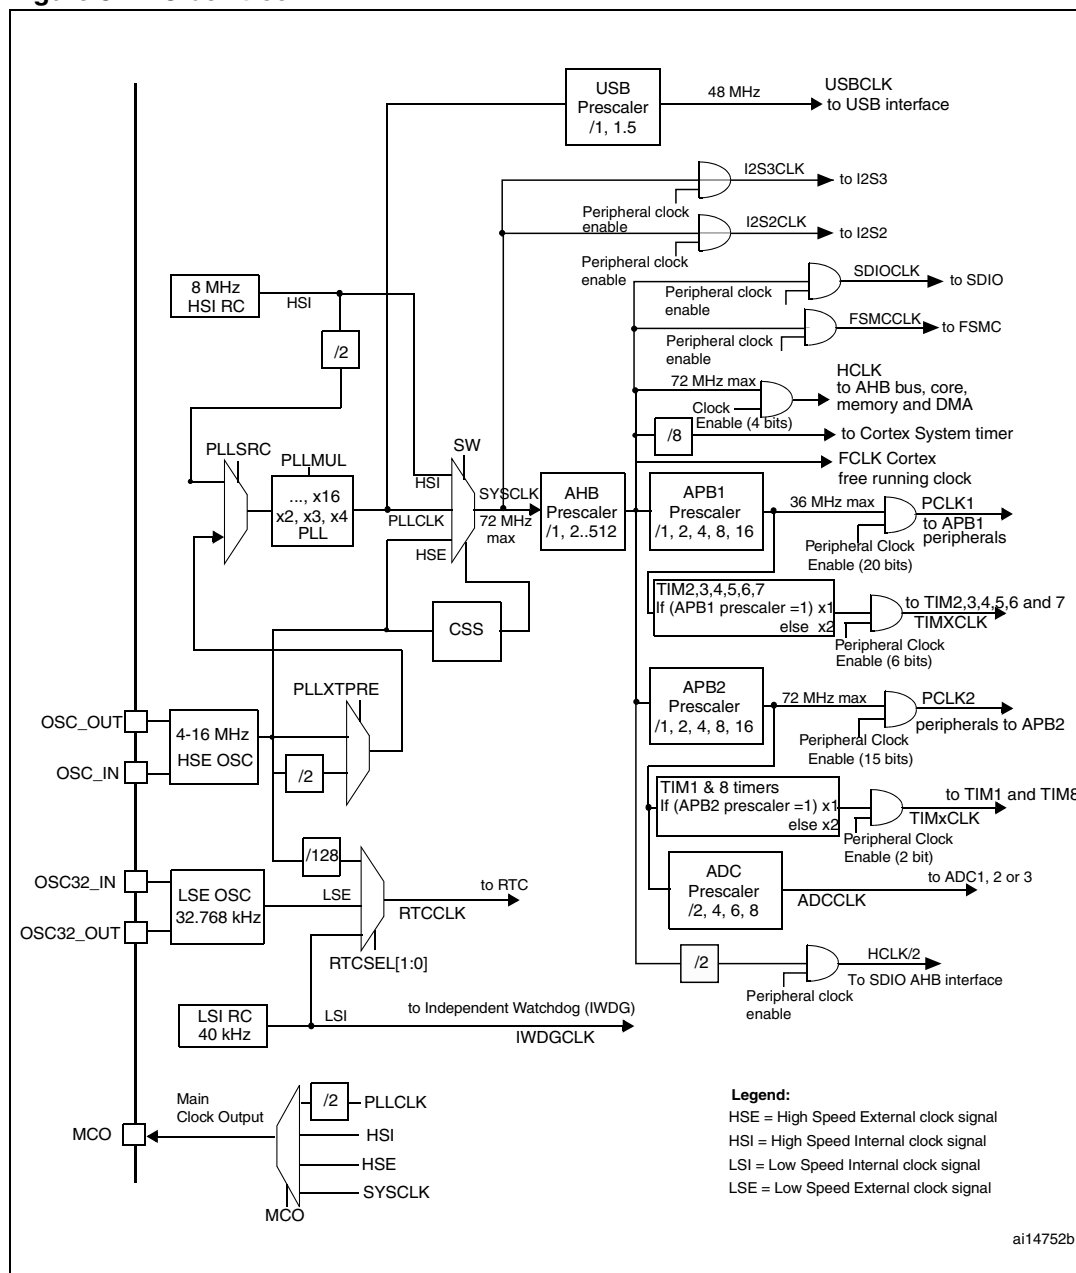 USB
Prescaler
/1, 1.5
48 MHz
USBCLK
to USB interface
I2S3CLK
to I2S3
Peripheral clock
enable
I2S2CLK
to I2S2
Peripheral clock
enable
SDIOCLK
to SDIO
Peripheral clock
enable
FSMCCLK
to FSMC
Peripheral clock
enable
8 MHz
HSI RC
HSI
/2
72 MHz max
HCLK
to AHB bus, core,
memory and DMA
Clock
Enable (4 bits)
/8
to Cortex System timer
FCLK Cortex
free running clock
PLLSRC
PLLMUL
..., x16
x2, x3, x4
PLL
SW
HSI
PLLCLK
HSE
SYSCLK
72 MHz
max
AHB
Prescaler
/1, 2..512
APB1
Prescaler
/1, 2, 4, 8, 16
36 MHz max
PCLK1
to APB1
peripherals
Peripheral Clock
Enable (20 bits)
TIM2,3,4,5,6,7
If (APB1 prescaler =1) x1
else x2
to TIM2,3,4,5,6 and 7
TIMXCLK
Peripheral Clock
Enable (6 bits)
CSS
PLLXTPRE
OSC_OUT
OSC_IN
4-16 MHz
HSE OSC
/2
APB2
Prescaler
/1, 2, 4, 8, 16
72 MHz max
PCLK2
peripherals to APB2
Peripheral Clock
Enable (15 bits)
TIM1 & 8 timers
If (APB2 prescaler =1) x1
else x2
to TIM1 and TIM8
TIMxCLK
Peripheral Clock
Enable (2 bit)
/128
OSC32_IN
OSC32_OUT
LSE OSC
32.768 kHz
LSE
to RTC
RTCCLK
RTCSEL[1:0]
ADC
Prescaler
/2, 4, 6, 8
to ADC1, 2 or 3
ADCCLK
/2
HCLK/2
To SDIO AHB interface
Peripheral clock
enable
LSI RC
40 kHz
LSI
to Independent Watchdog (IWDG)
IWDGCLK
MCO
Main
Clock Output
/2
PLLCLK
HSI
HSE
SYSCLK
MCO
Legend:
HSE = High Speed External clock signal
HSI = High Speed Internal clock signal
LSI = Low Speed Internal clock signal
LSE = Low Speed External clock signal
ai14752b